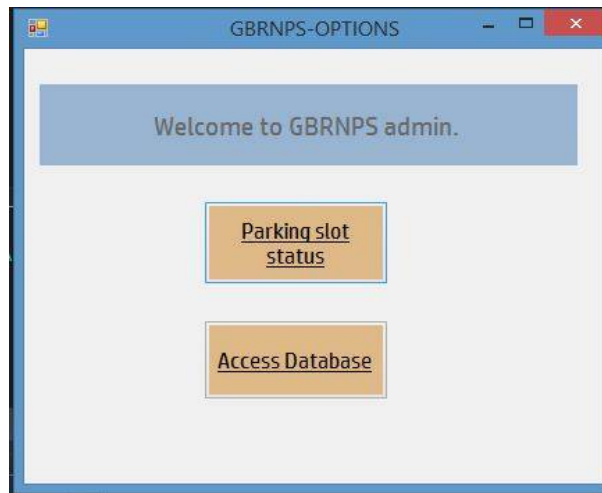 GBRNPS-OPTIONS
Welcome to GBRNPS admin.
Parking slot
status
Access Database